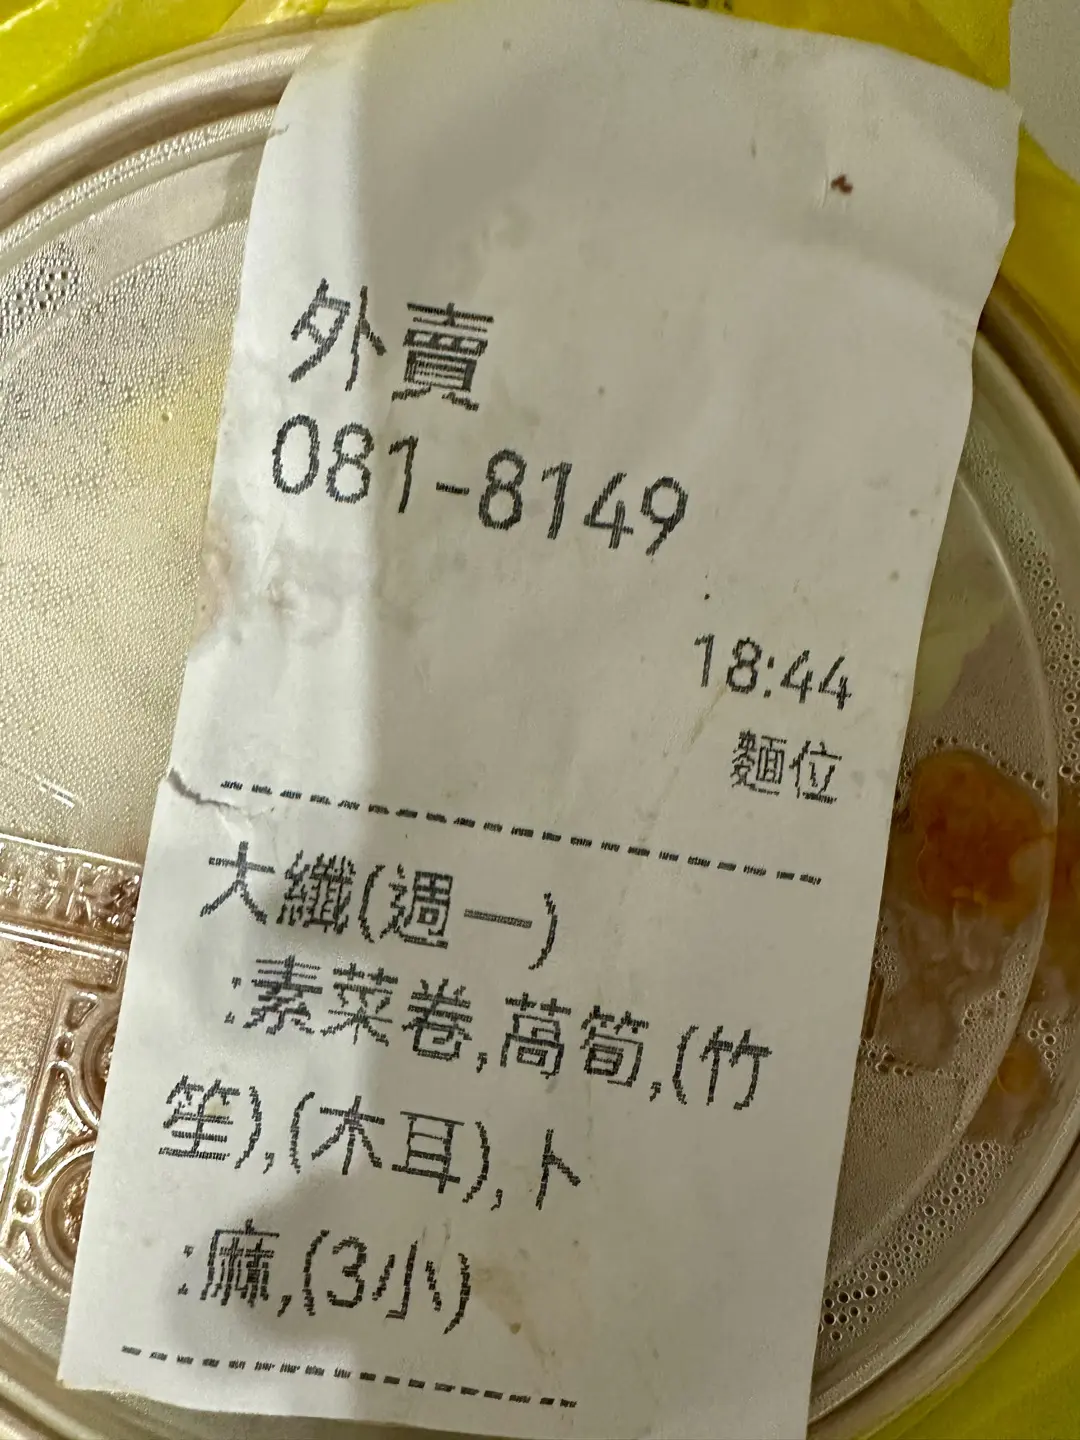 外賣
081-8149
18:44
麵位
大纖(週一)
:素菜卷,萵筍,(竹
笙),(木耳),卜
:麻,(3小)